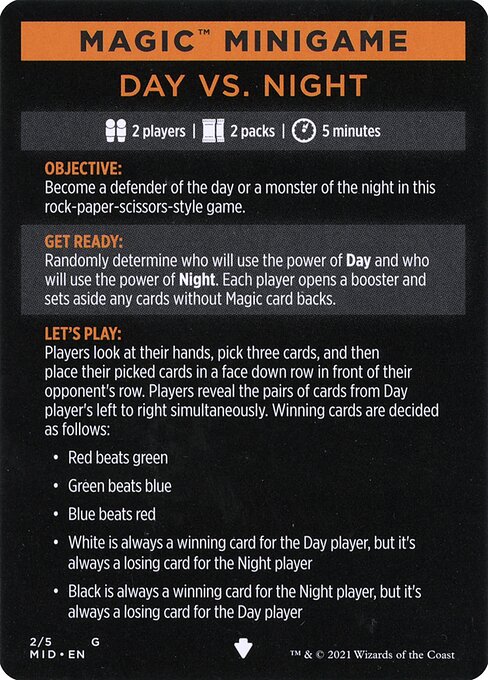 MAGIC™ MINIGAME
DAY VS. NIGHT
2 players | 2 packs | 5 minutes
OBJECTIVE:
Become a defender of the day or a monster of the night in this
rock-paper-scissors-style game.
GET READY:
Randomly determine who will use the power of Day and who
will use the power of Night. Each player opens a booster and
sets aside any cards without Magic card backs.
LET'S PLAY:
Players look at their hands, pick three cards, and then
place their picked cards in a face down row in front of their
opponent's row. Players reveal the pairs of cards from Day
player's left to right simultaneously. Winning cards are decided
as follows:
• Red beats green
• Green beats blue
• Blue beats red
• White is always a winning card for the Day player, but it's
always a losing card for the Night player
• Black is always a winning card for the Night player, but it's
always a losing card for the Day player
2/5 G
MID • EN
™ & © 2021 Wizards of the Coast